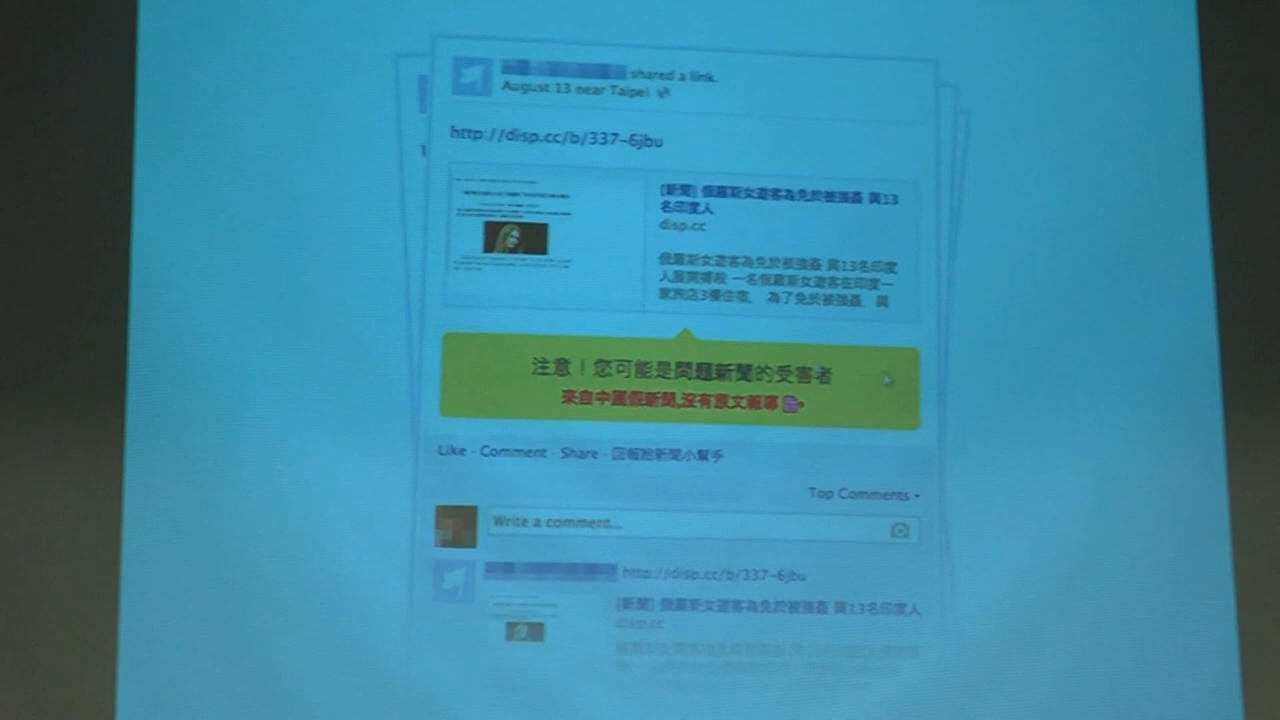 shared a link.
August 13 near Taipei
http://disp.cc/b/337-6jbu
[新聞] 俄羅斯女遊客為免於被強姦 與13
名印度人
disp.cc
俄羅斯女遊客為免於被強姦 與13名印度
人展開搏殺 一名俄羅斯女遊客在印度一
家旅店3樓住宿, 為了免於被強姦, 與
注意！您可能是問題新聞的受害者
來自中國假新聞,沒有原文報導
Like · Comment · Share · 回報給新聞小幫手
Top Comments
Write a comment...
http://disp.cc/b/337-6jbu
[新聞] 俄羅斯女遊客為免於被強姦 與13名印度人
disp.cc